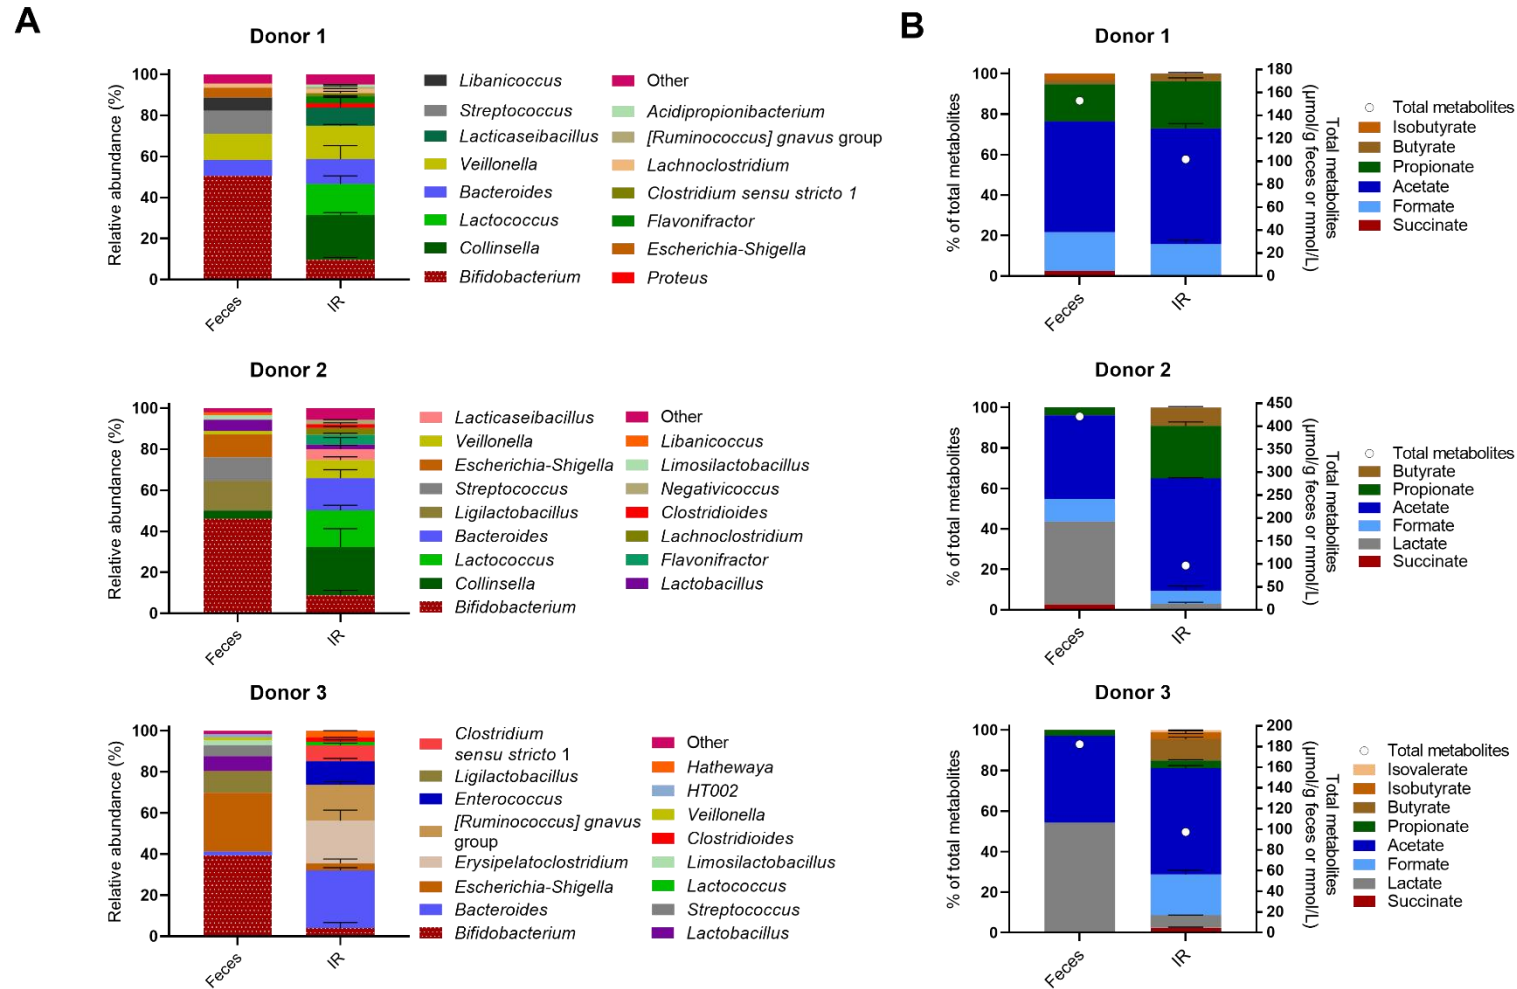 A
B
Donor 1
Relative abundance (%)
100
80
60
40
20
0
Feces
IR
Libanicoccus
Streptococcus
Lacticaseibacillus
Veillonella
Bacteroides
Lactococcus
Collinsella
Bifidobacterium
Other
Acidipropionibacterium
[Ruminococcus] gnavus group
Lachnoclostridium
Clostridium sensu stricto 1
Flavonifractor
Escherichia-Shigella
Proteus
Donor 1
% of total metabolites
100
80
60
40
20
0
Feces
IR
180
160
140
120
100
80
60
40
20
0
Total metabolites
(μmol/g feces or mmol/L)
Total metabolites
Isobutyrate
Butyrate
Propionate
Acetate
Formate
Succinate
Donor 2
Relative abundance (%)
100
80
60
40
20
0
Feces
IR
Lacticaseibacillus
Veillonella
Escherichia-Shigella
Streptococcus
Ligilactobacillus
Bacteroides
Lactococcus
Collinsella
Bifidobacterium
Other
Libanicoccus
Limosilactobacillus
Negativicoccus
Clostridioides
Lachnoclostridium
Flavonifractor
Lactobacillus
Donor 2
% of total metabolites
100
80
60
40
20
0
Feces
IR
450
400
350
300
250
200
150
100
50
0
Total metabolites
(μmol/g feces or mmol/L)
Total metabolites
Butyrate
Propionate
Acetate
Formate
Lactate
Succinate
Donor 3
Relative abundance (%)
100
80
60
40
20
0
Feces
IR
Clostridium
sensu stricto 1
Ligilactobacillus
Enterococcus
[Ruminococcus] gnavus
group
Erysipelatoclostridium
Escherichia-Shigella
Bacteroides
Bifidobacterium
Other
Hathewaya
HT002
Veillonella
Clostridioides
Limosilactobacillus
Lactococcus
Streptococcus
Lactobacillus
Donor 3
% of total metabolites
100
80
60
40
20
0
Feces
IR
200
180
160
140
120
100
80
60
40
20
0
Total metabolites
(μmol/g feces or mmol/L)
Total metabolites
Isovalerate
Isobutyrate
Butyrate
Propionate
Acetate
Formate
Lactate
Succinate